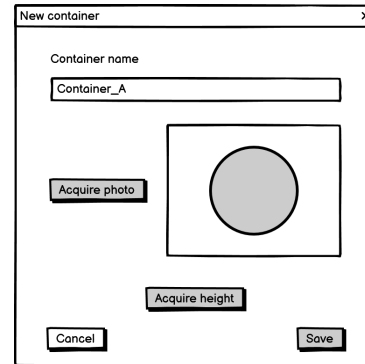 New container
Container name
Container_A
Acquire photo
Acquire height
Cancel
Save